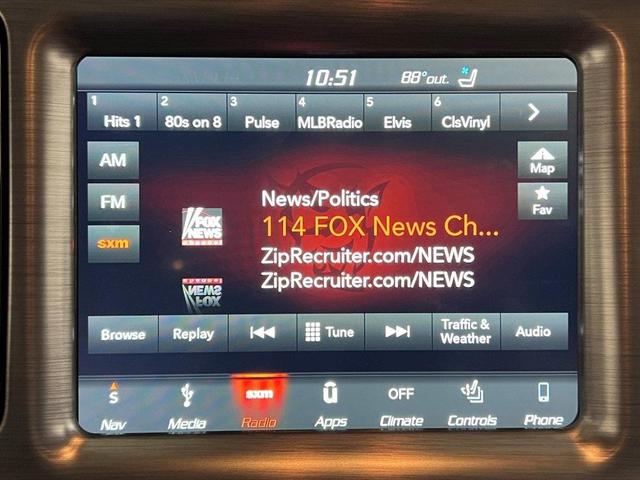 10:51 88°out.
1 2 3 4 5 6
Hits 1 80s on 8 Pulse MLBRadio Elvis ClsVinyl
AM
Map
FM
Fav
sxm
News/Politics
FOX
NEWS
channel
114 FOX News Ch...
ZipRecruiter.com/NEWS
ZipRecruiter.com/NEWS
Browse Replay Tune Traffic &
Weather Audio
S sxm û OFF
Nav Media Radio Apps Climate Controls Phone